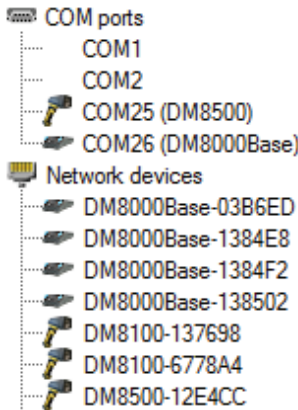 COM ports
COM1
COM2
COM25 (DM8500)
COM26 (DM8000Base)
Network devices
DM8000Base-03B6ED
DM8000Base-1384E8
DM8000Base-1384F2
DM8000Base-138502
DM8100-137698
DM8100-6778A4
DM8500-12E4CC